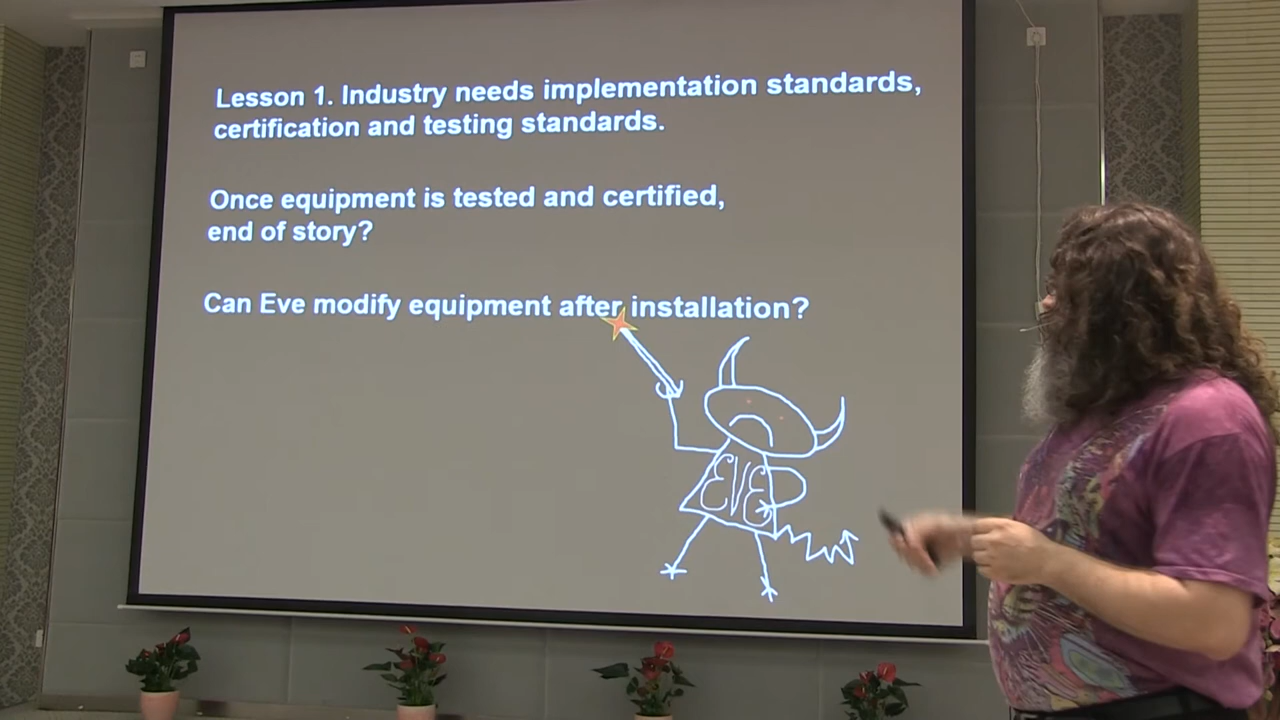 Lesson 1. Industry needs implementation standards,
certification and testing standards.
Once equipment is tested and certified,
end of story?
Can Eve modify equipment after installation?
EVE